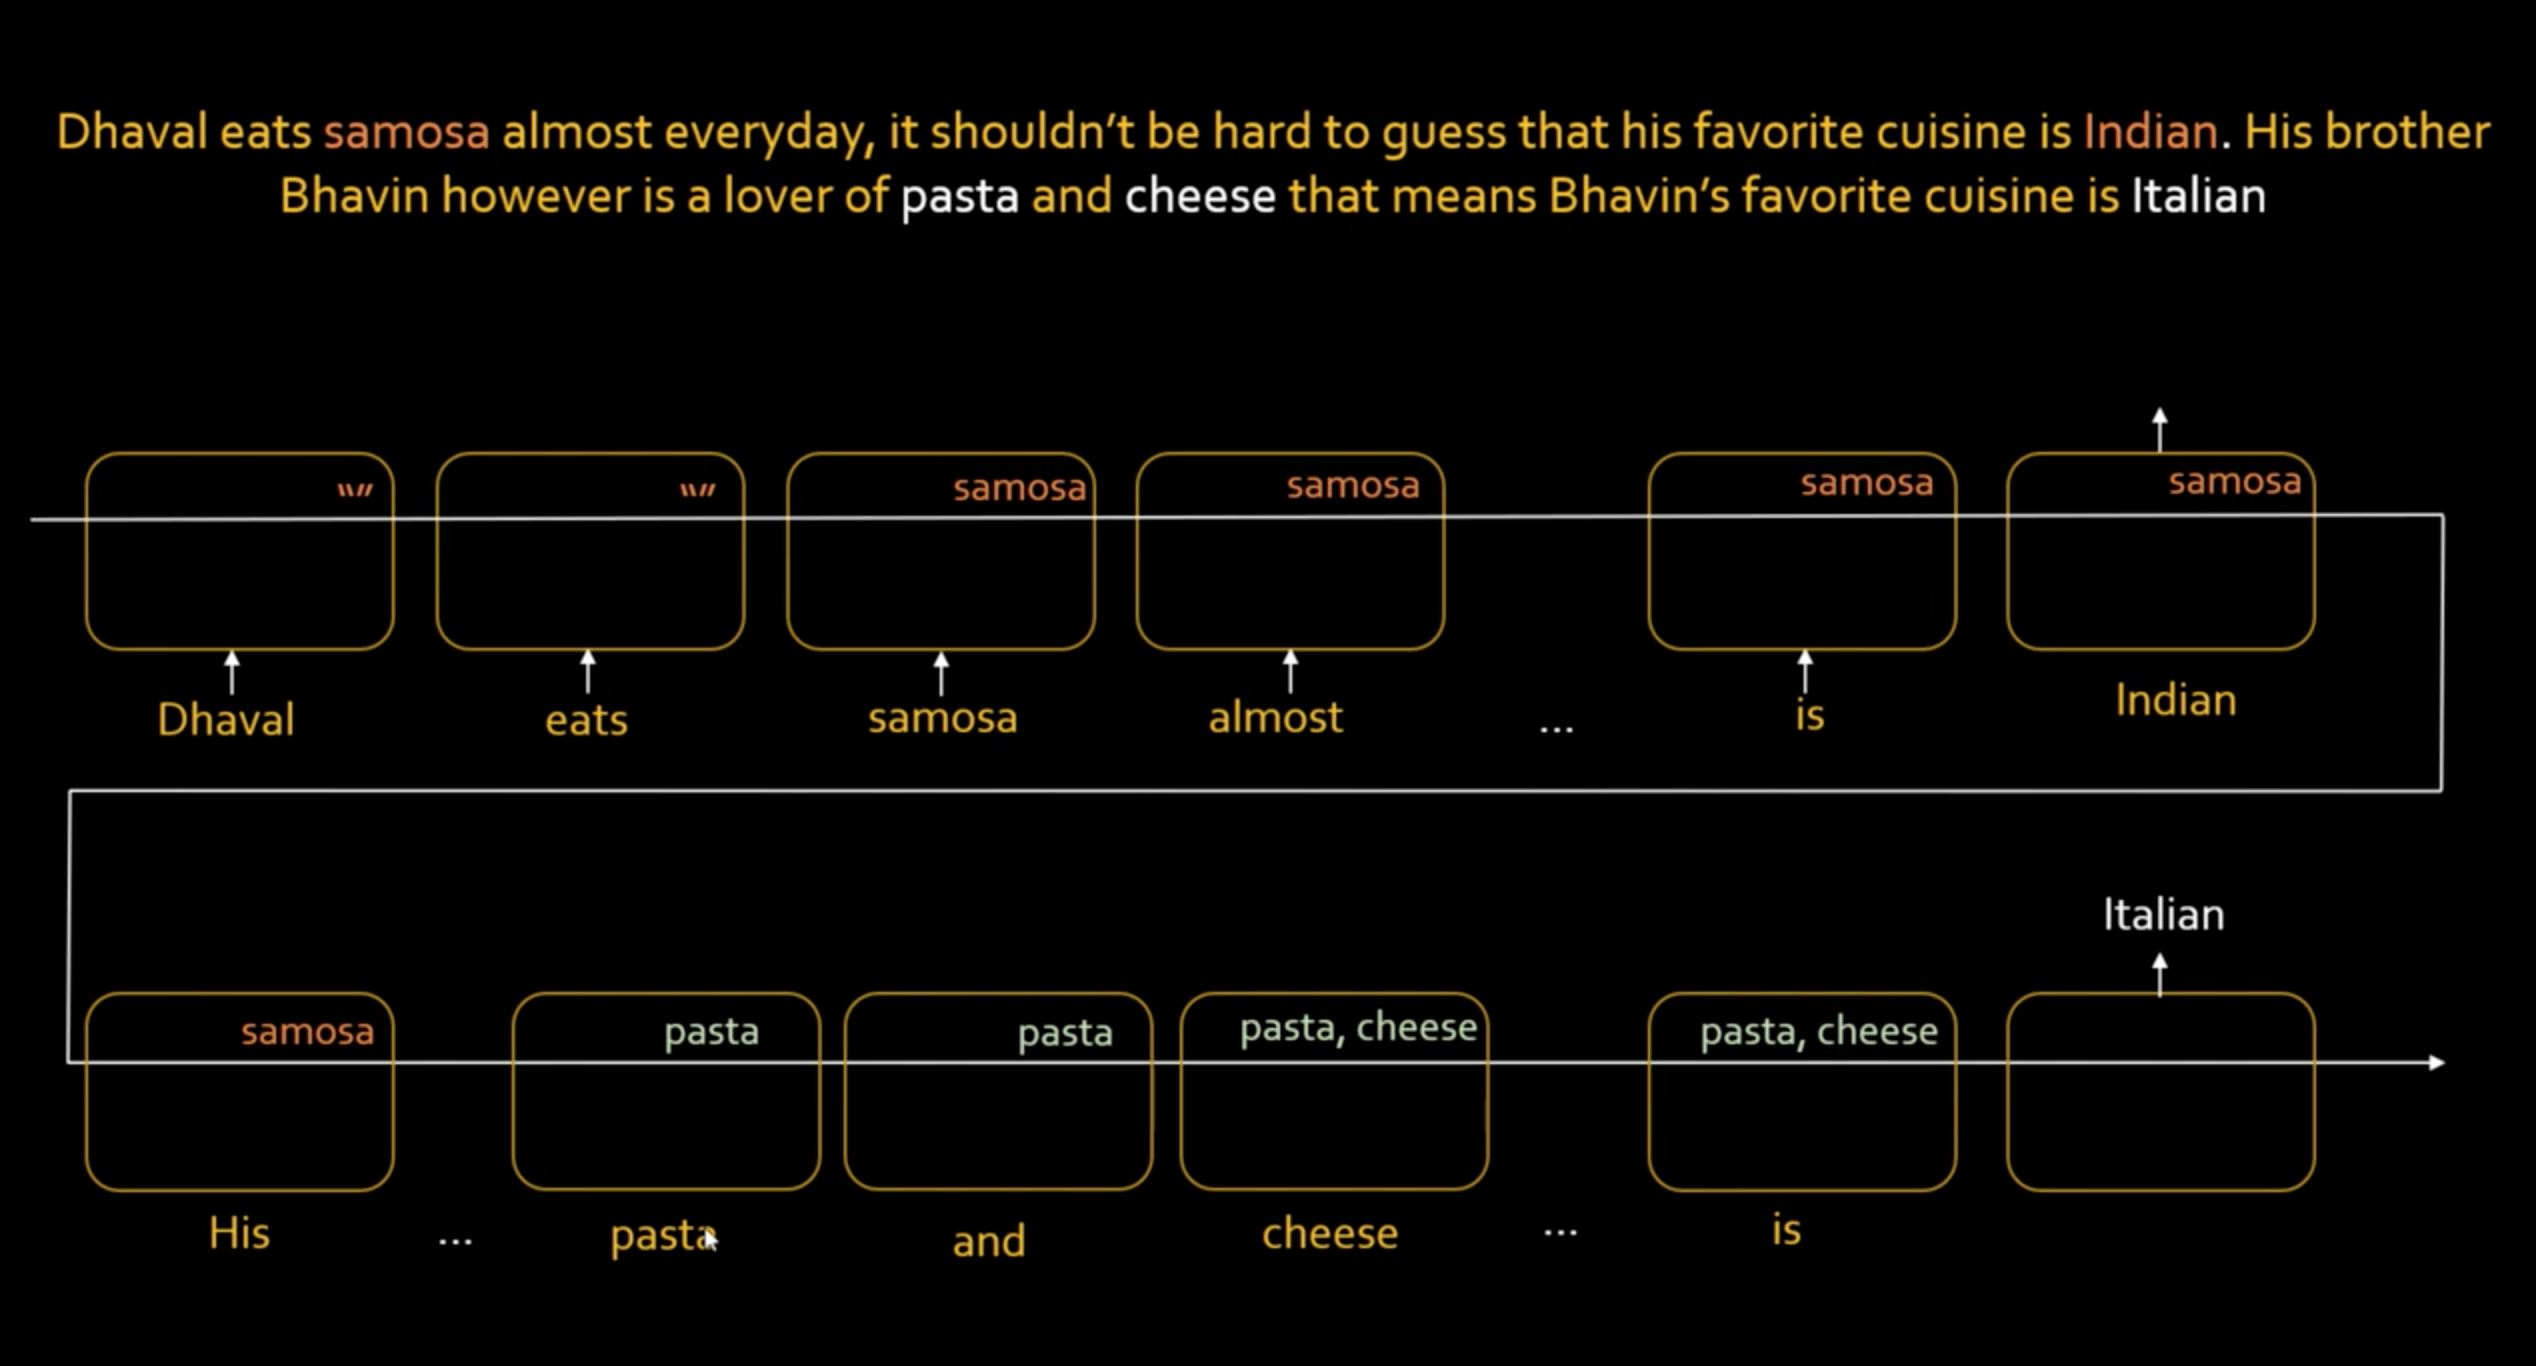 Dhaval eats samosa almost everyday, it shouldn't be hard to guess that his favorite cuisine is Indian. His brother
Bhavin however is a lover of pasta and cheese that means Bhavin's favorite cuisine is Italian
“” “” samosa samosa samosa samosa
Dhaval eats samosa almost ... is Indian
Italian
samosa pasta pasta pasta, cheese pasta, cheese
His ... pasta and cheese ... is